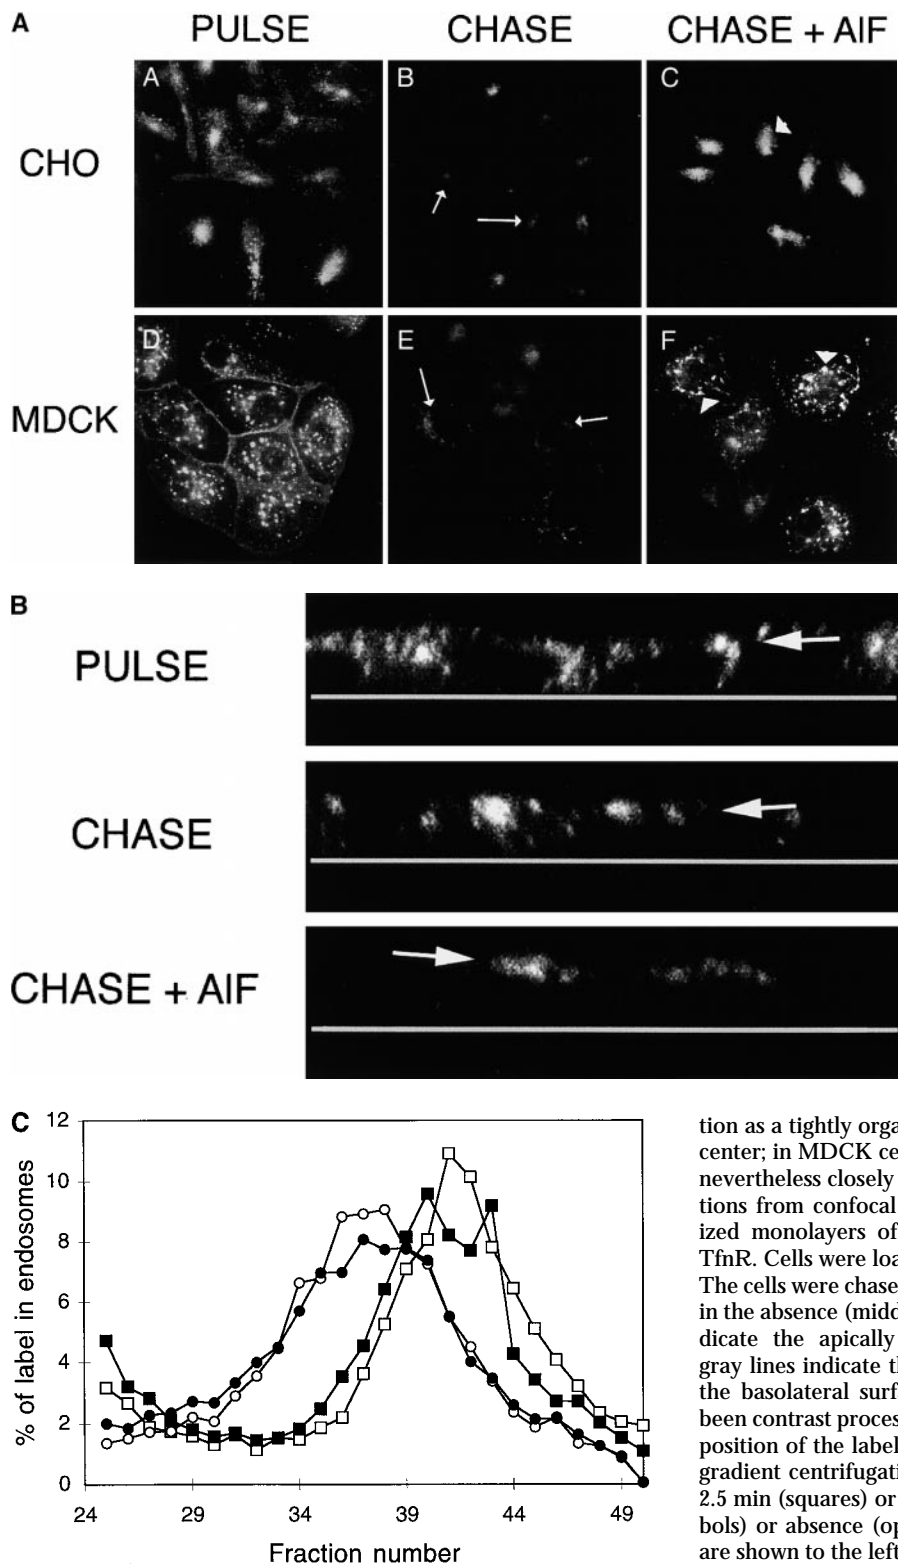 A
PULSE CHASE CHASE + AlF
CHO
A B C
MDCK
D E F
B
PULSE
CHASE
CHASE + AlF
C
12
10
8
6
4
2
0
% of label in endosomes
24 29 34 39 44 49
Fraction number
tion as a tightly orga
center; in MDCK ce
nevertheless closely
tions from confocal
ized monolayers of
TfnR. Cells were loa
The cells were chase
in the absence (midd
dicate the apically
gray lines indicate th
the basolateral surf
been contrast proces
position of the label
gradient centrifugati
2.5 min (squares) or
bols) or absence (op
are shown to the left